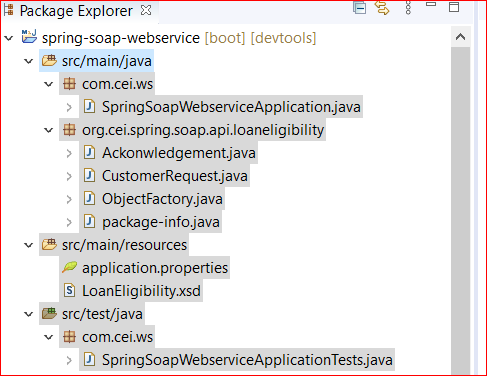 Package Explorer
spring-soap-webservice [boot] [devtools]
src/main/java
com.cei.ws
SpringSoapWebserviceApplication.java
org.cei.spring.soap.api.loaneligibility
Ackonwledgement.java
CustomerRequest.java
ObjectFactory.java
package-info.java
src/main/resources
application.properties
LoanEligibility.xsd
src/test/java
com.cei.ws
SpringSoapWebserviceApplicationTests.java